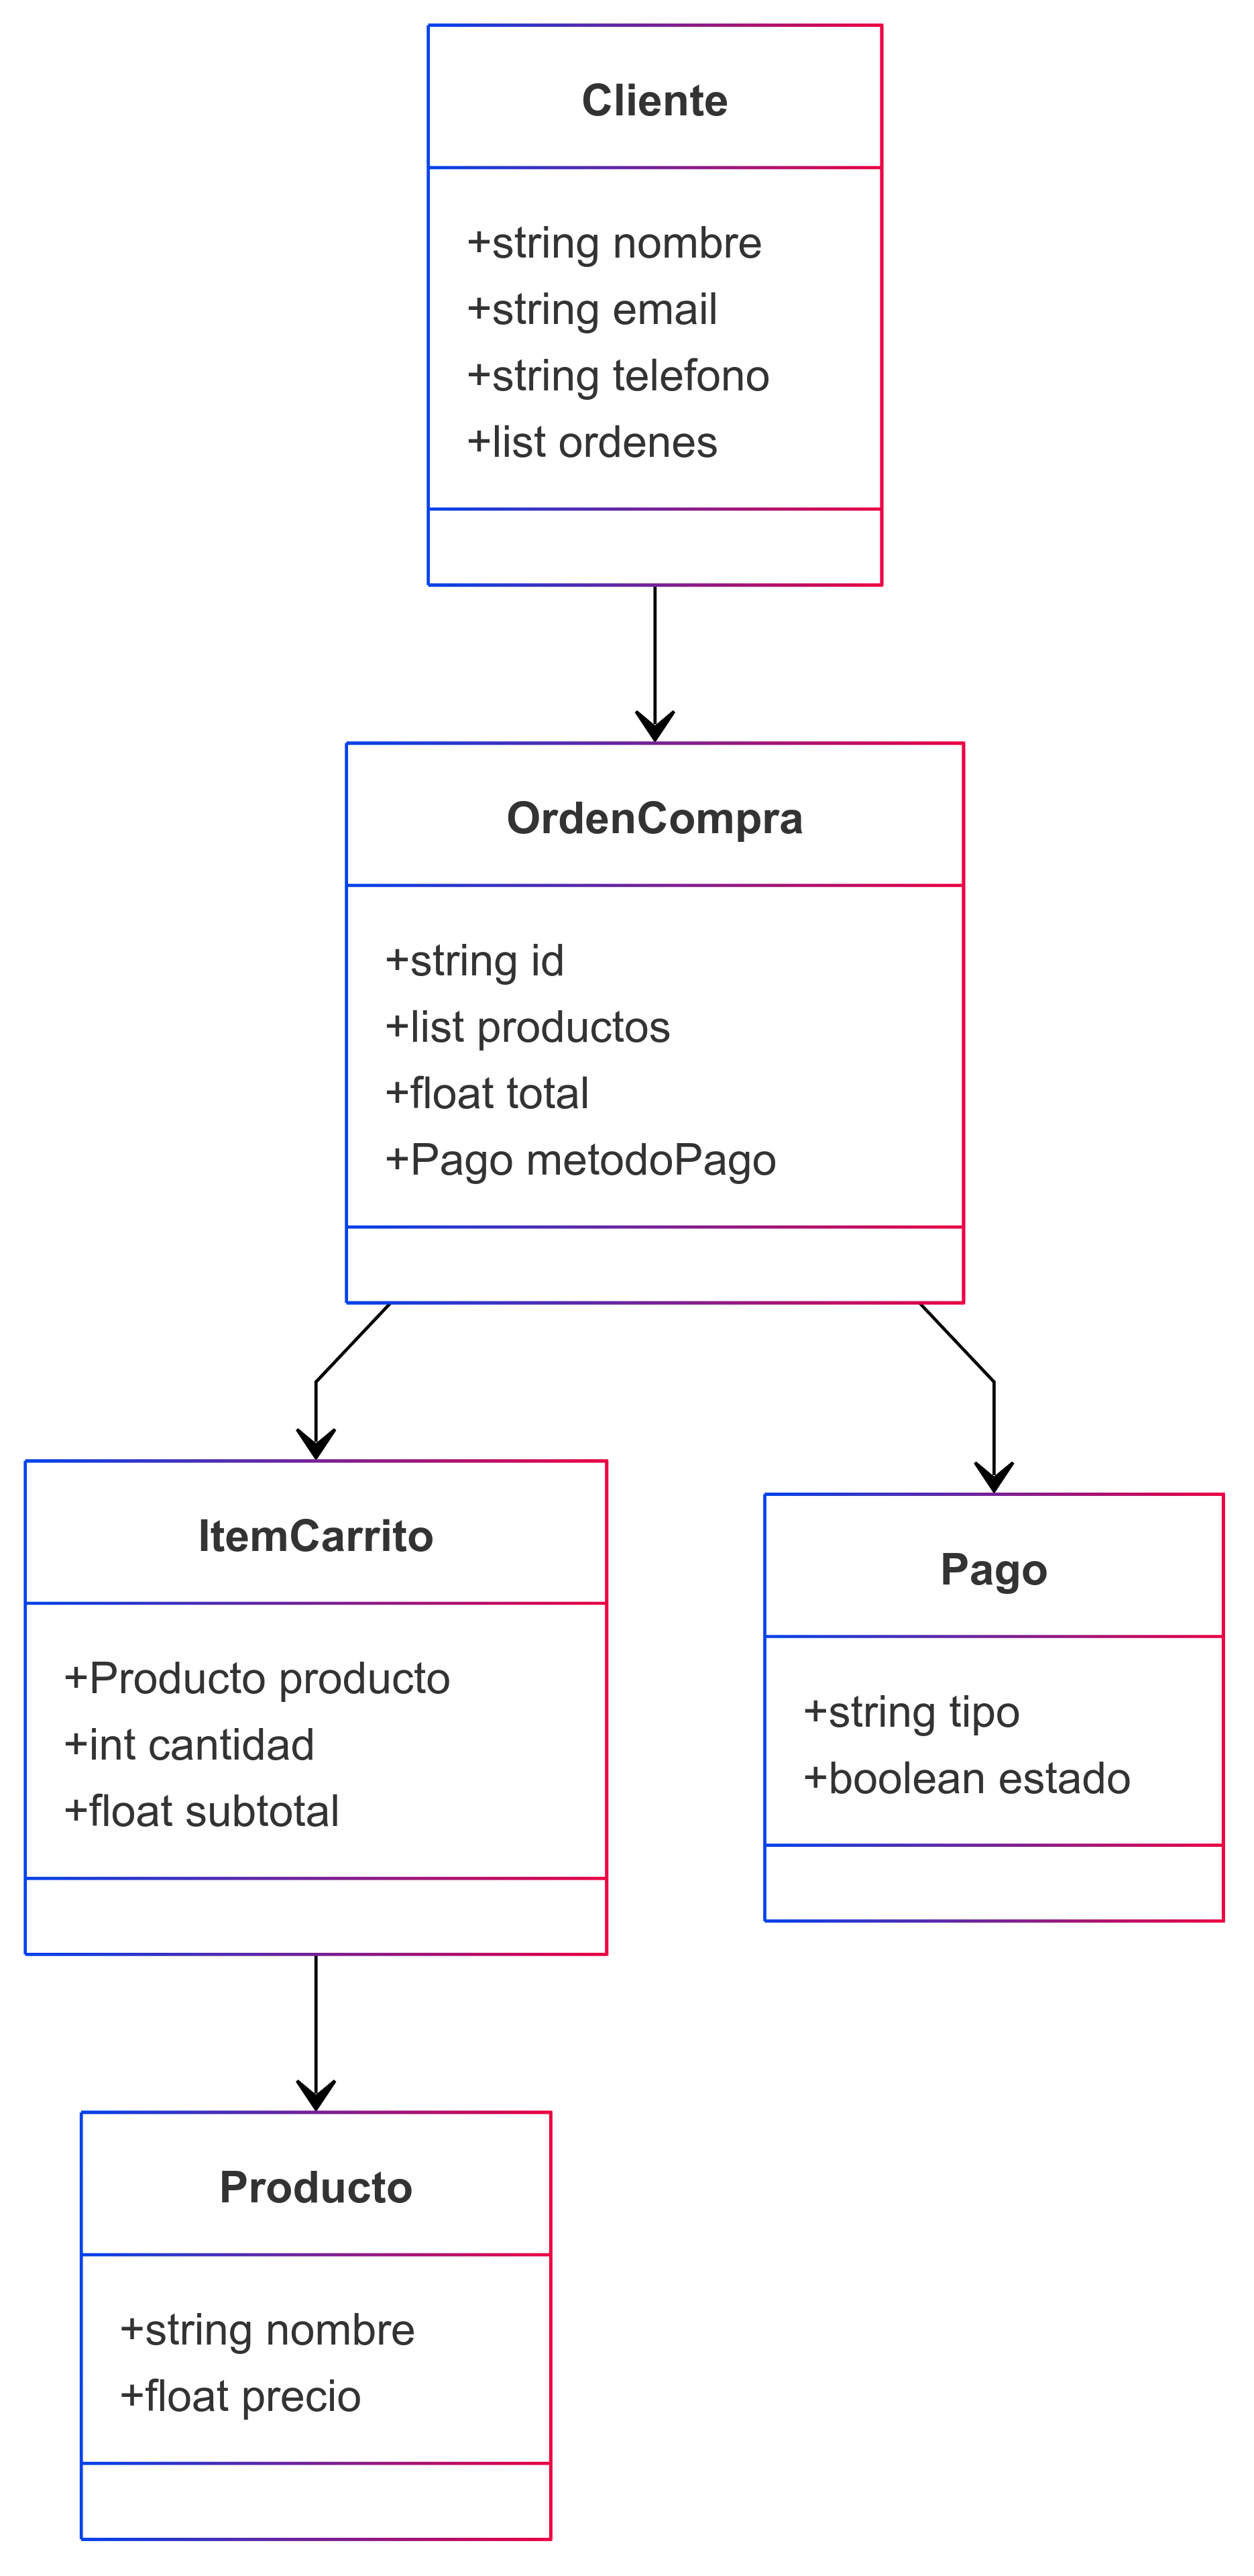 Cliente
+string nombre
+string email
+string telefono
+list ordenes
OrdenCompra
+string id
+list productos
+float total
+Pago metodoPago
ItemCarrito
+Producto producto
+int cantidad
+float subtotal
Pago
+string tipo
+boolean estado
Producto
+string nombre
+float precio